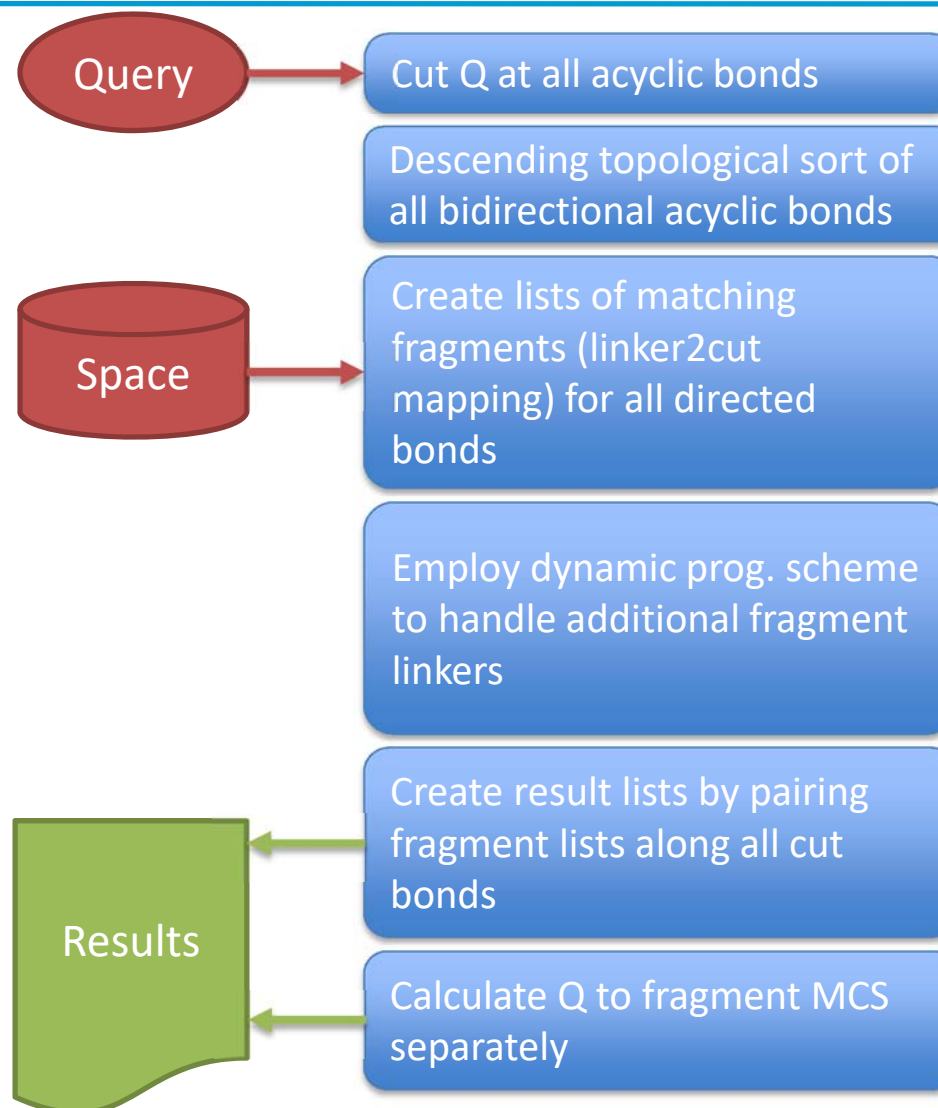 Query
Cut Q at all acyclic bonds
Descending topological sort of
all bidirectional acyclic bonds
Space
Create lists of matching
fragments (linker2cut
mapping) for all directed
bonds
Employ dynamic prog. scheme
to handle additional fragment
linkers
Create result lists by pairing
fragment lists along all cut
bonds
Results
Calculate Q to fragment MCS
separately